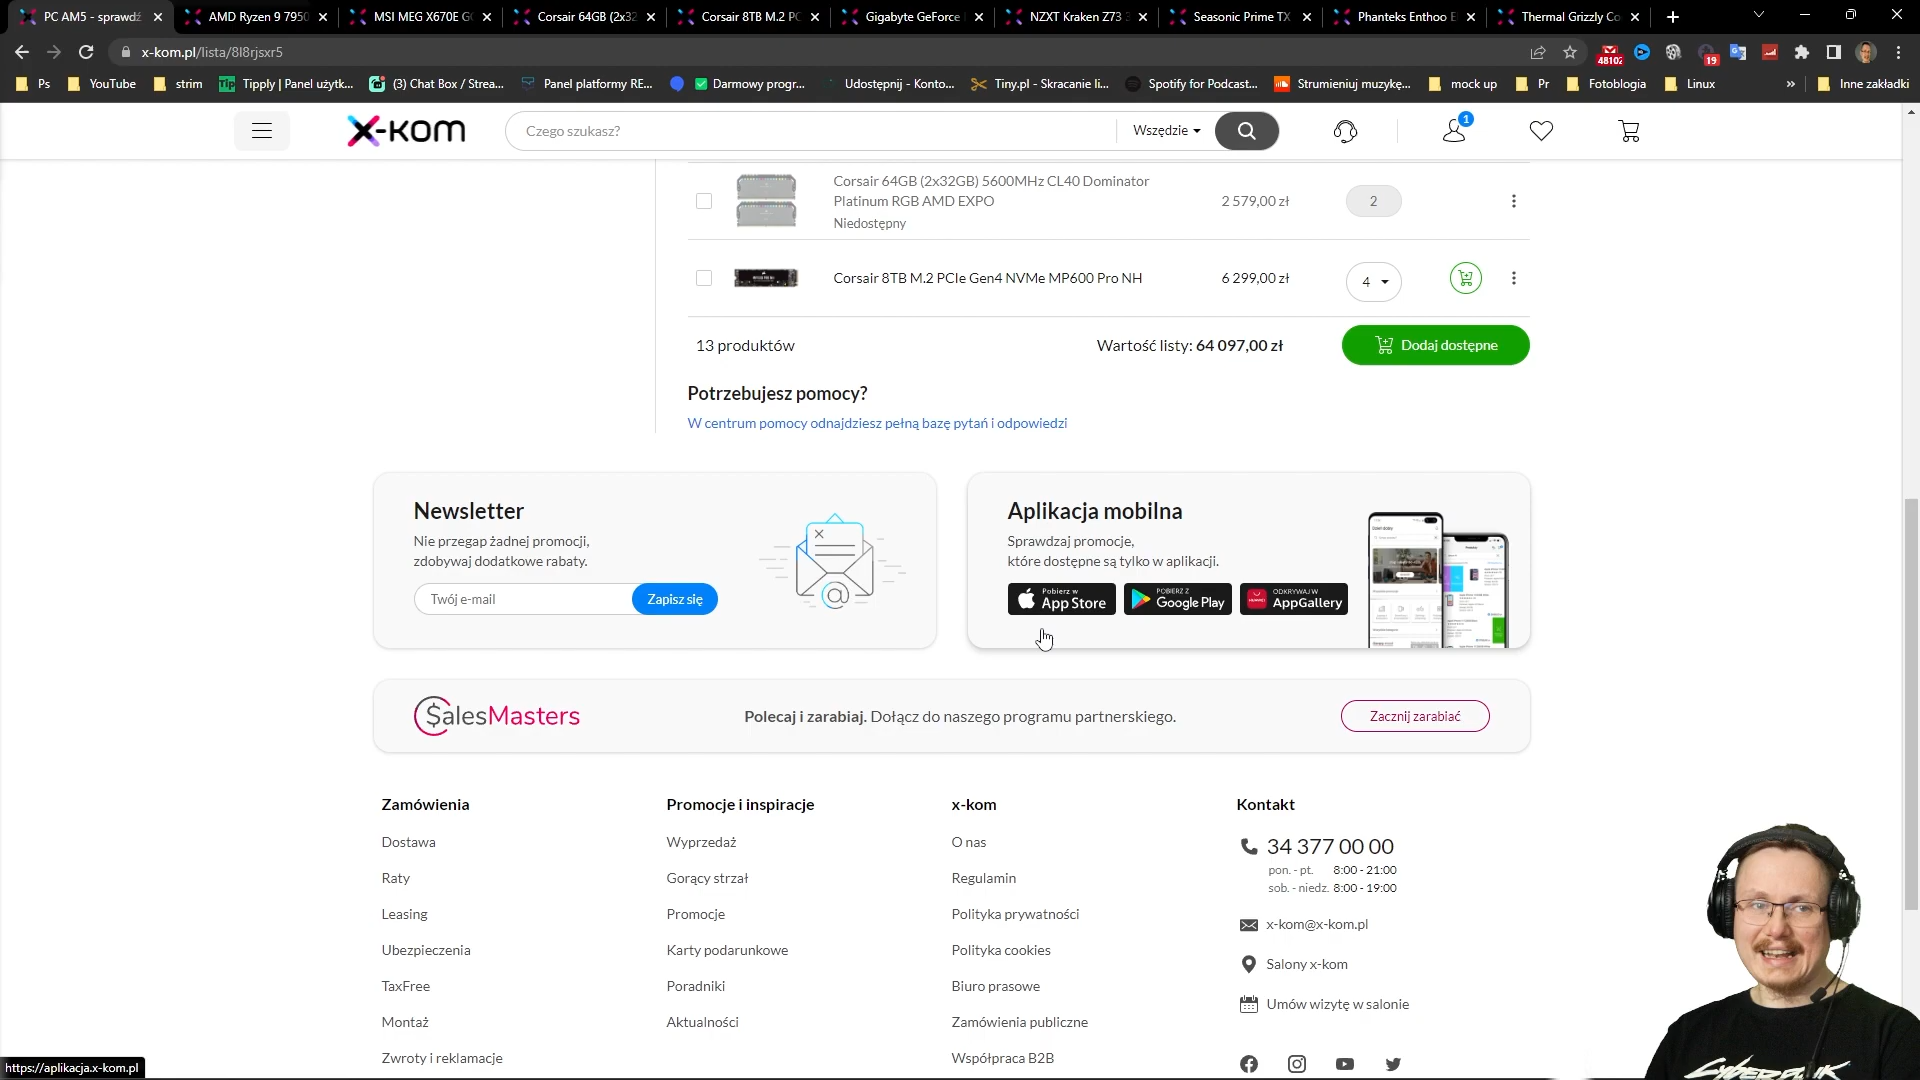 PC AM5 - sprawdź
AMD Ryzen 9 7950
MSI MEG X670E GO
Corsair 64GB (2x32
Corsair 8TB M.2 PC
Gigabyte GeForce
NZXT Kraken Z73 3
Seasonic Prime TX
Phanteks Enthoo E
Thermal Grizzly Co
x-kom.pl/lista/8l8rjsxr5
48102
19
Ps
YouTube
strim
Tip
Tipply | Panel użytk...
(3) Chat Box / Strea...
Panel platformy RE...
Darmowy progr...
Udostępnij - Konto...
Tiny.pl - Skracanie li...
Spotify for Podcast...
Strumieniuj muzykę...
mock up
Pr
Fotoblogia
Linux
»
Inne zakładki
x-kom
Czego szukasz?
Wszędzie
1
Corsair 64GB (2x32GB) 5600MHz CL40 Dominator
Platinum RGB AMD EXPO
Niedostępny
2 579,00 zł
2
Corsair 8TB M.2 PCIe Gen4 NVMe MP600 Pro NH
6 299,00 zł
4
13 produktów
Wartość listy: 64 097,00 zł
Dodaj dostępne
Potrzebujesz pomocy?
W centrum pomocy odnajdziesz pełną bazę pytań i odpowiedzi
Newsletter
Nie przegap żadnej promocji,
zdobywaj dodatkowe rabaty.
Twój e-mail
Zapisz się
Aplikacja mobilna
Sprawdzaj promocje,
które dostępne są tylko w aplikacji.
Pobierz w
App Store
POBIERZ Z
Google Play
ODKRYWAJ W
AppGallery
$alesMasters
Polecaj i zarabiaj. Dołącz do naszego programu partnerskiego.
Zacznij zarabiać
Zamówienia
Dostawa
Raty
Leasing
Ubezpieczenia
TaxFree
Montaż
Zwroty i reklamacje
Promocje i inspiracje
Wyprzedaż
Gorący strzał
Promocje
Karty podarunkowe
Poradniki
Aktualności
x-kom
O nas
Regulamin
Polityka prywatności
Polityka cookies
Biuro prasowe
Zamówienia publiczne
Współpraca B2B
Kontakt
34 377 00 00
pon. - pt. 8:00 - 21:00
sob. - niedz. 8:00 - 19:00
x-kom@x-kom.pl
Salony x-kom
Umów wizytę w salonie
https://aplikacja.x-kom.pl